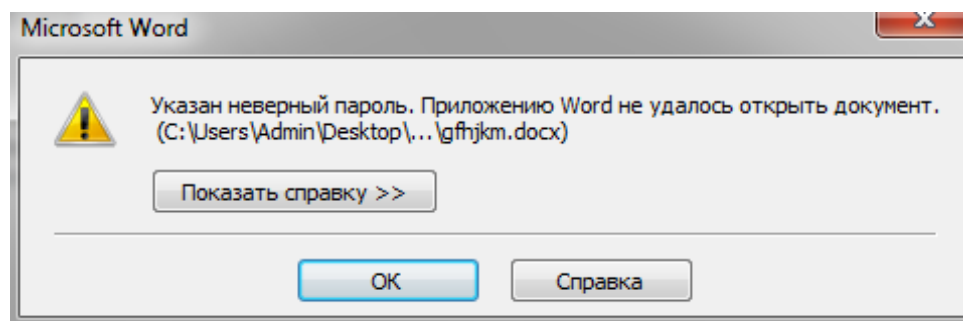 Microsoft Word
Указан неверный пароль. Приложению Word не удалось открыть документ.
(C:\Users\Admin\Desktop\...\gfhjkm.docx)
Показать справку >>
ОК
Справка